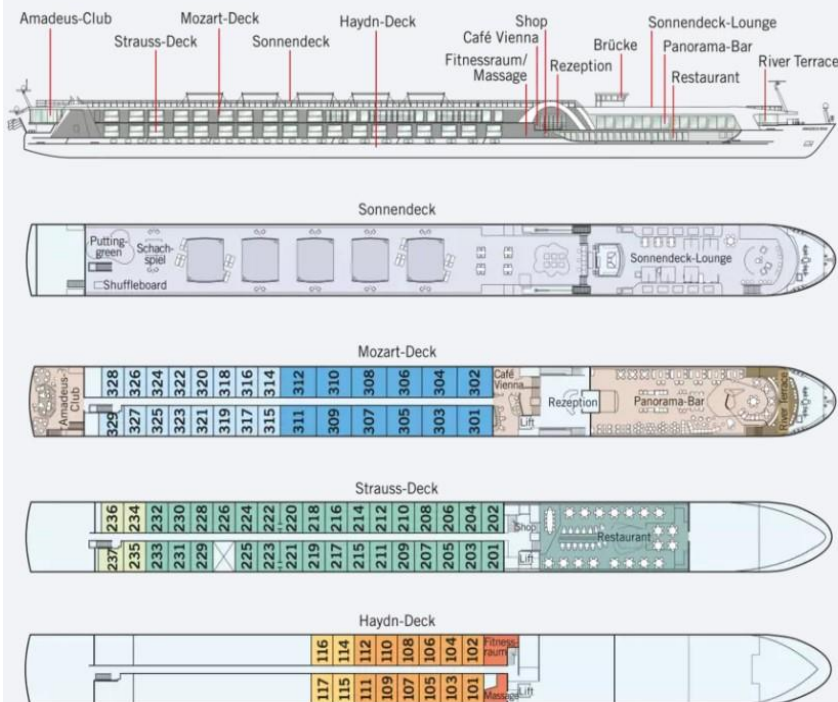 Amadeus-Club
Mozart-Deck
Haydn-Deck
Shop
Sonnendeck-Lounge
Strauss-Deck
Sonnendeck
Café Vienna
Brücke
Panorama-Bar
Fitnessraum/
Massage
Rezeption
Restaurant
River Terrace
Sonnendeck
Putting-
green
Schach-
spiel
Shuffleboard
Sonnendeck-Lounge
Mozart-Deck
328 326 324 322 320 318 316 314 312 310 308 306 304 302
Amadeus-
Club
Café
Vienna
Rezeption
Lift
Panorama-Bar
River Terrace
329 327 325 323 321 319 317 315 311 309 307 305 303 301
Strauss-Deck
236 234 232 230 228 226 224 222 220 218 216 214 212 210 208 206 204 202
Shop
Restaurant
Lift
237 235 233 231 229 225 223 221 219 217 215 211 209 207 205 203 201
Haydn-Deck
116 114 112 110 108 106 104 102
Fitness-
raum
117 115 111 109 107 105 103 101
Massage
Lift